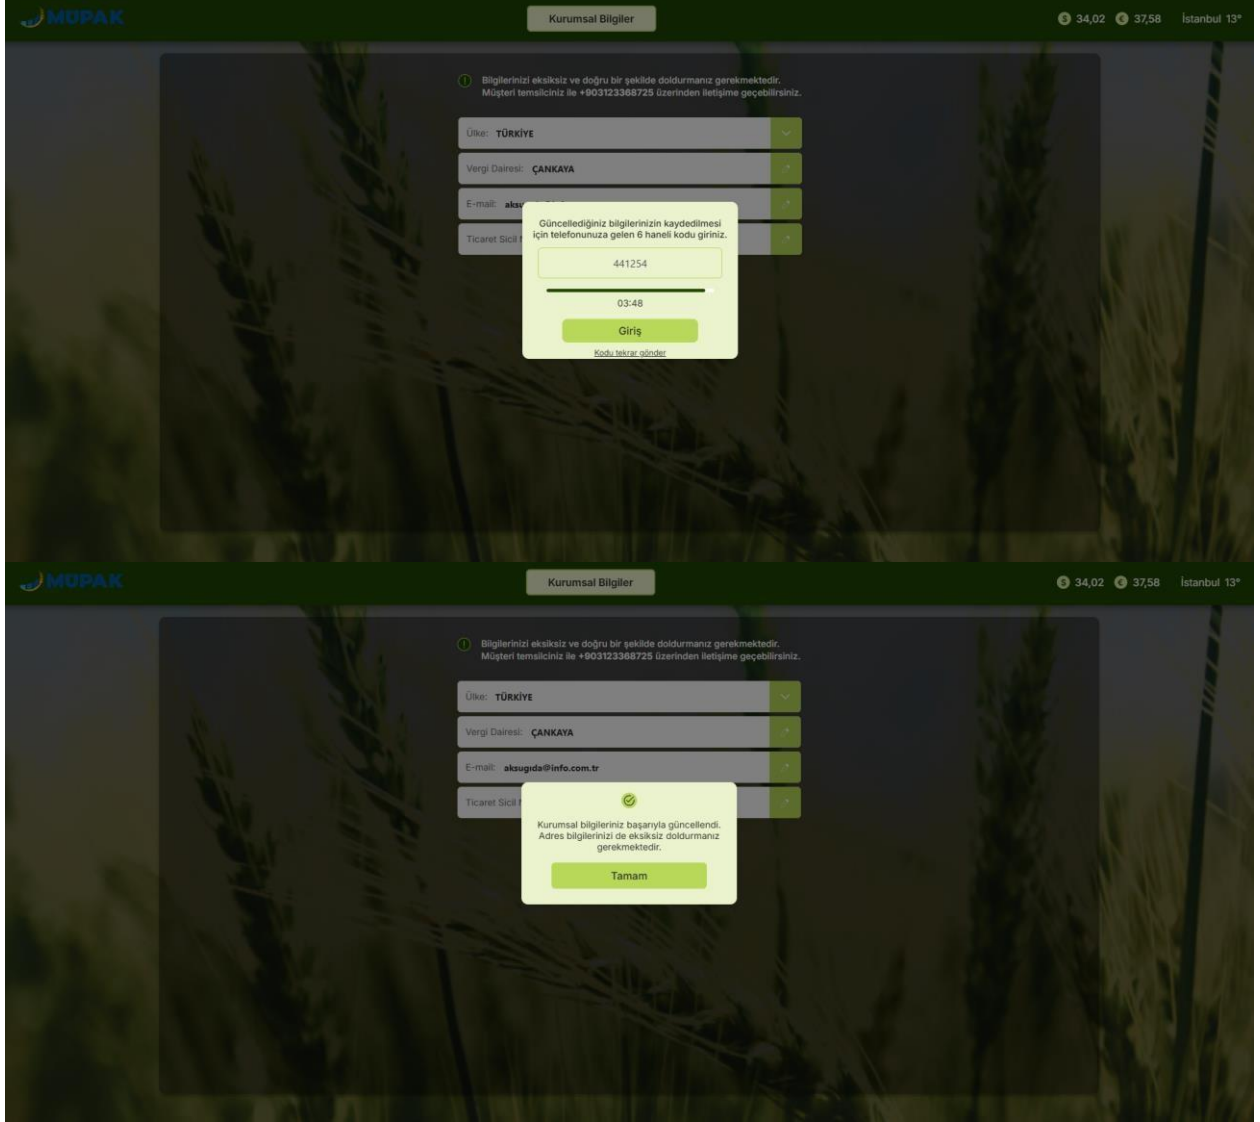 MÜPAK
Kurumsal Bilgiler
34,02 37,58 İstanbul 13°
Bilgilerinizi eksiksiz ve doğru bir şekilde doldurmanız gerekmektedir.
Müşteri temsilciniz ile +903123368725 üzerinden iletişime geçebilirsiniz.
Ülke: TÜRKİYE
Vergi Dairesi: ÇANKAYA
E-mail:
Ticaret Sicil
Güncellediğiniz bilgilerinizin kaydedilmesi
için telefonunuza gelen 6 haneli kodu giriniz.
441254
03:48
Giriş
Kodu tekrar gönder
MÜPAK
Kurumsal Bilgiler
34,02 37,58 İstanbul 13°
Bilgilerinizi eksiksiz ve doğru bir şekilde doldurmanız gerekmektedir.
Müşteri temsilciniz ile +903123368725 üzerinden iletişime geçebilirsiniz.
Ülke: TÜRKİYE
Vergi Dairesi: ÇANKAYA
E-mail: aksugıda@info.com.tr
Ticaret Sicil
Kurumsal bilgileriniz başarıyla güncellendi.
Adres bilgilerinizi de eksiksiz doldurmanız
gerekmektedir.
Tamam